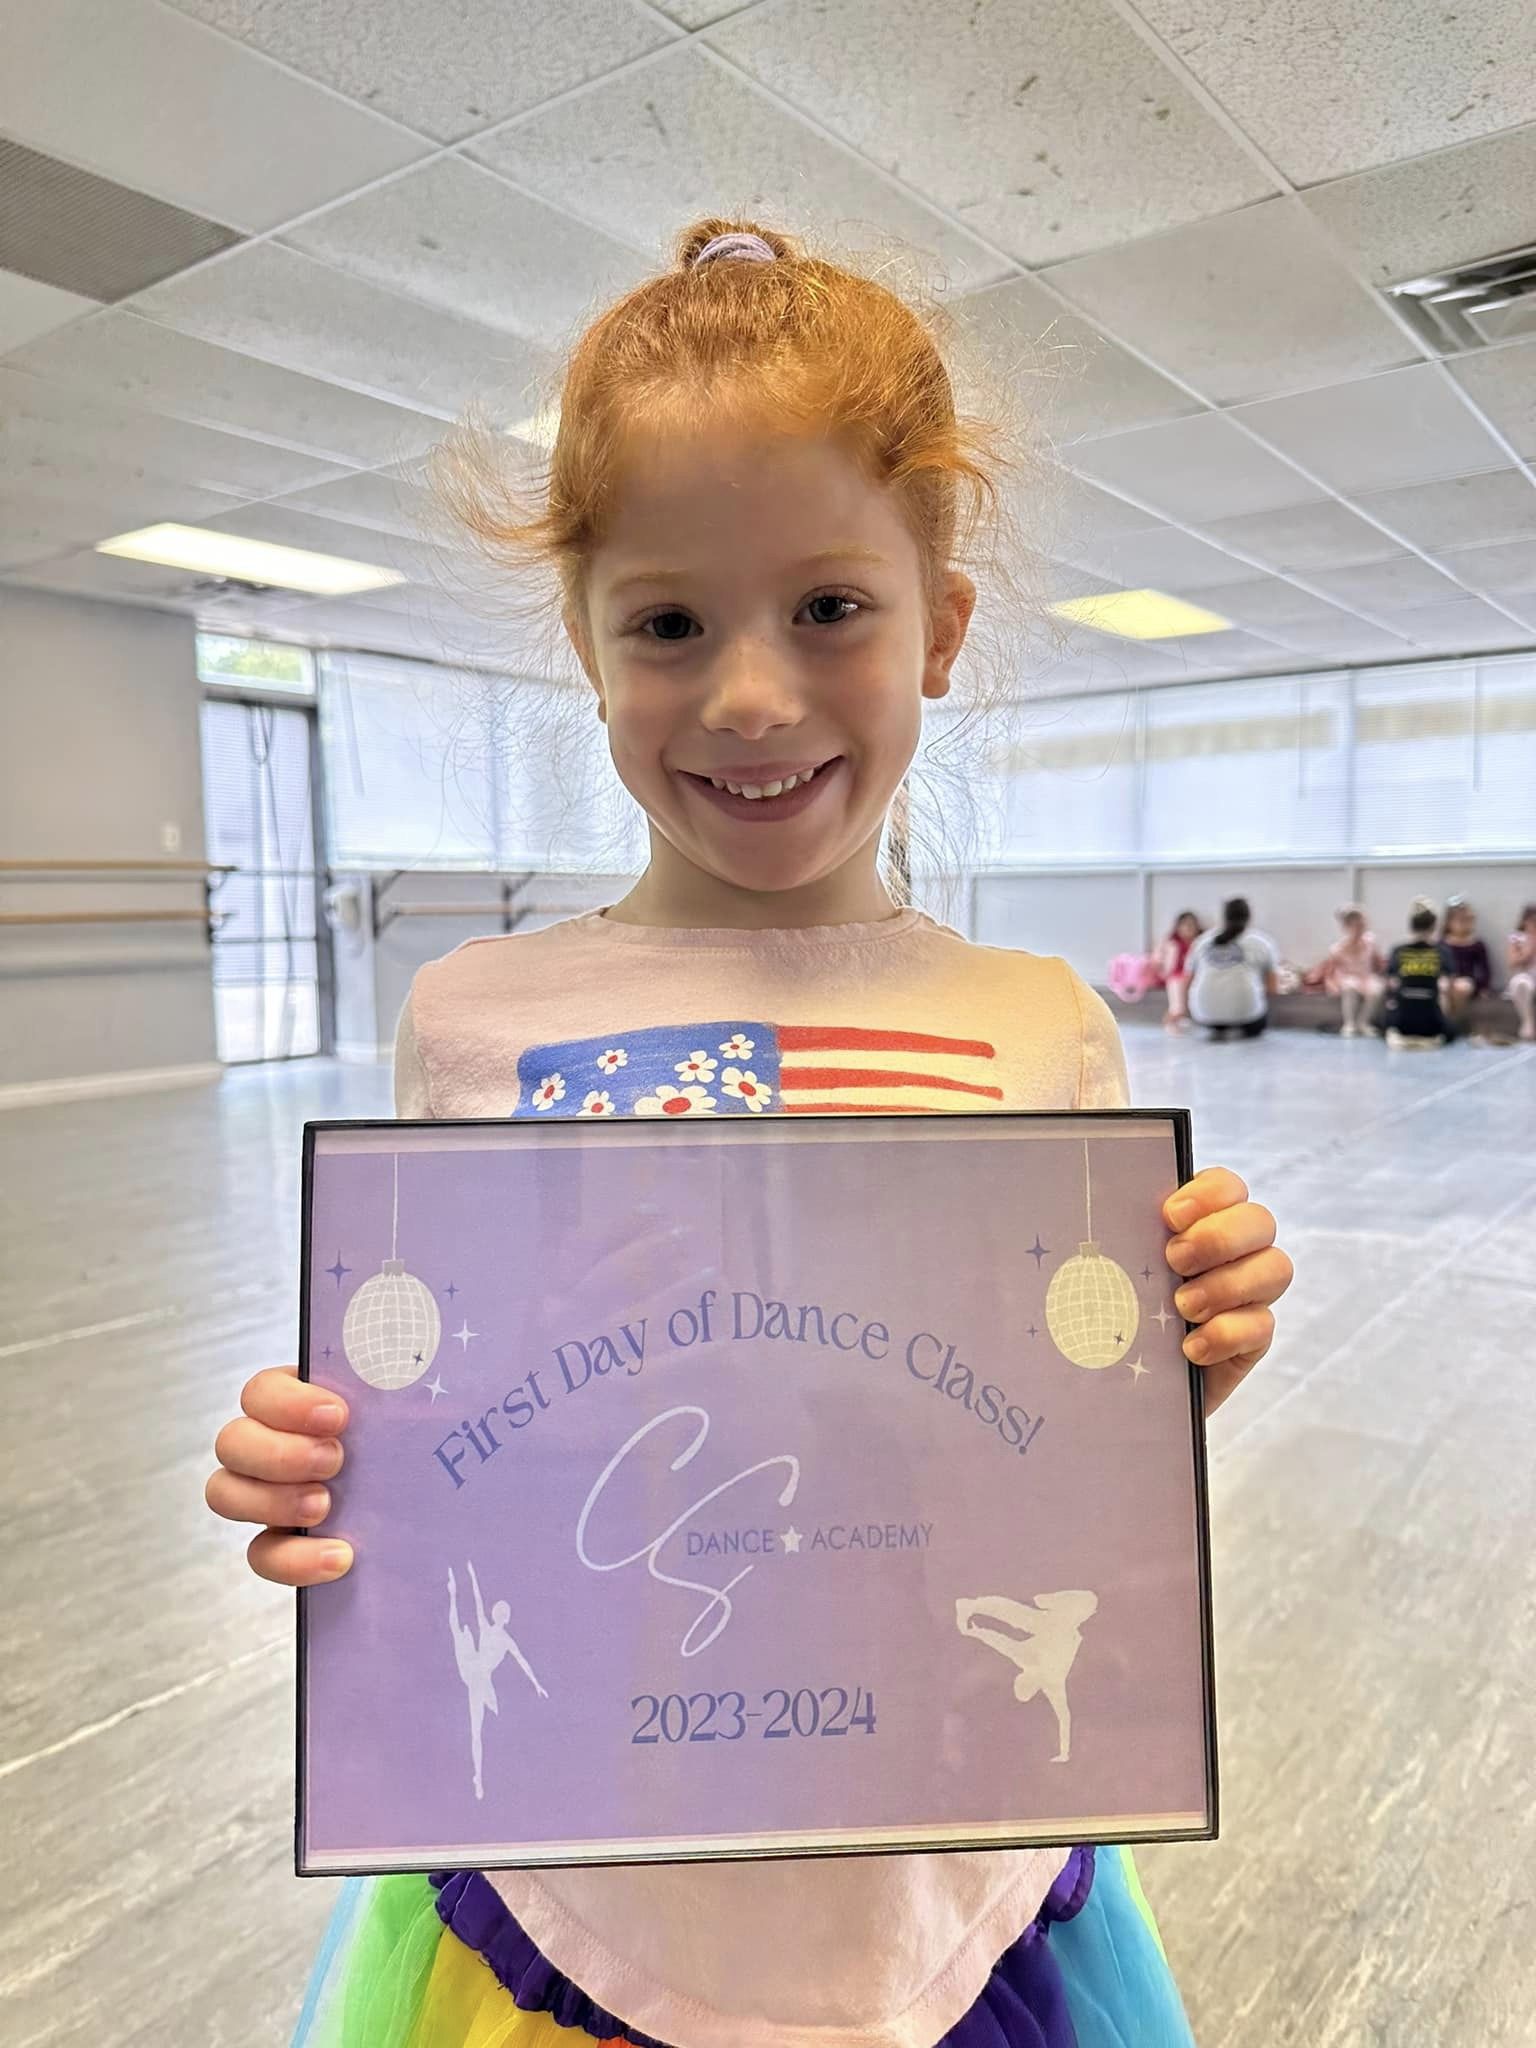 First Day of Dance Class!
CS
DANCE ACADEMY
2023-2024